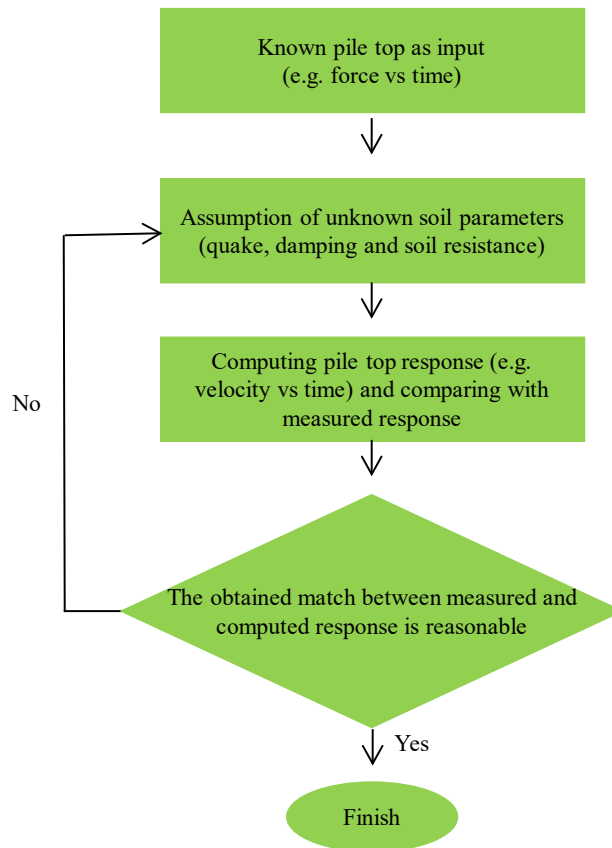 Known pile top as input
(e.g. force vs time)
Assumption of unknown soil parameters
(quake, damping and soil resistance)
Computing pile top response (e.g.
velocity vs time) and comparing with
measured response
No
The obtained match between measured and
computed response is reasonable
Yes
Finish